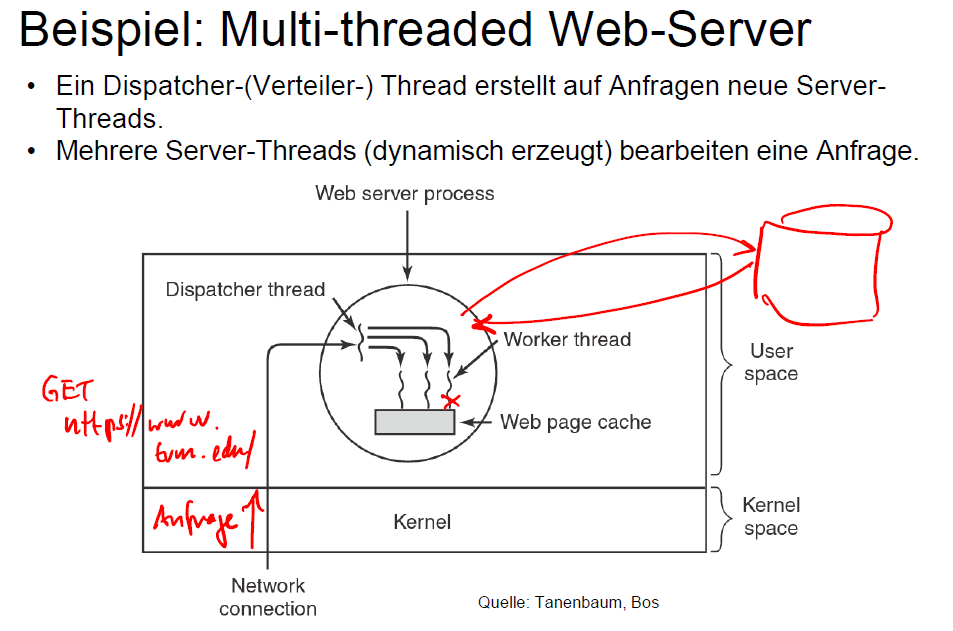 Beispiel: Multi-threaded Web-Server
• Ein Dispatcher-(Verteiler-) Thread erstellt auf Anfragen neue Server-
Threads.
• Mehrere Server-Threads (dynamisch erzeugt) bearbeiten eine Anfrage.
Web server process
Dispatcher thread
Worker thread
User
space
GET
https://www.
tum.edu/
Web page cache
Anfrage
Kernel
Kernel
space
Network
connection
Quelle: Tanenbaum, Bos